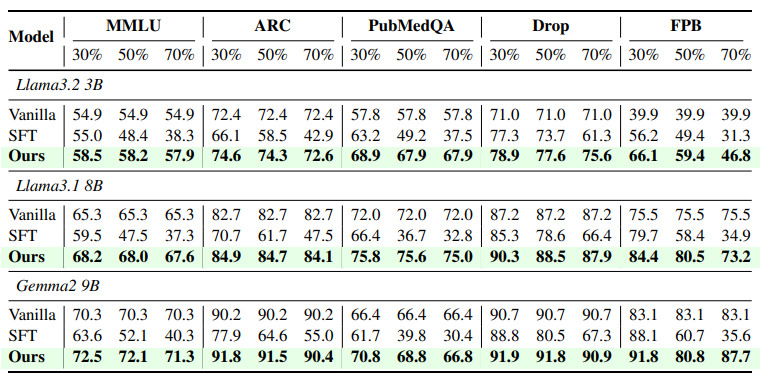 Model MMLU ARC PubMedQA Drop FPB
30% 50% 70% 30% 50% 70% 30% 50% 70% 30% 50% 70% 30% 50% 70%
Llama3.2 3B
Vanilla 54.9 54.9 54.9 72.4 72.4 72.4 57.8 57.8 57.8 71.0 71.0 71.0 39.9 39.9 39.9
SFT 55.0 48.4 38.3 66.1 58.5 42.9 63.2 49.2 37.5 77.3 73.7 61.3 56.2 49.4 31.3
Ours 58.5 58.2 57.9 74.6 74.3 72.6 68.9 67.9 67.9 78.9 77.6 75.6 66.1 59.4 46.8
Llama3.1 8B
Vanilla 65.3 65.3 65.3 82.7 82.7 82.7 72.0 72.0 72.0 87.2 87.2 87.2 75.5 75.5 75.5
SFT 59.5 47.5 37.3 70.7 61.7 47.5 66.4 36.7 32.8 85.3 78.6 66.4 79.7 58.4 34.9
Ours 68.2 68.0 67.6 84.9 84.7 84.1 75.8 75.6 75.0 90.3 88.5 87.9 84.4 80.5 73.2
Gemma2 9B
Vanilla 70.3 70.3 70.3 90.2 90.2 90.2 66.4 66.4 66.4 90.7 90.7 90.7 83.1 83.1 83.1
SFT 63.6 52.1 40.3 77.9 64.6 55.0 61.7 39.8 30.4 88.8 80.5 67.3 88.1 60.7 35.6
Ours 72.5 72.1 71.3 91.8 91.5 90.4 70.8 68.8 66.8 91.9 91.8 90.9 91.8 80.8 87.7